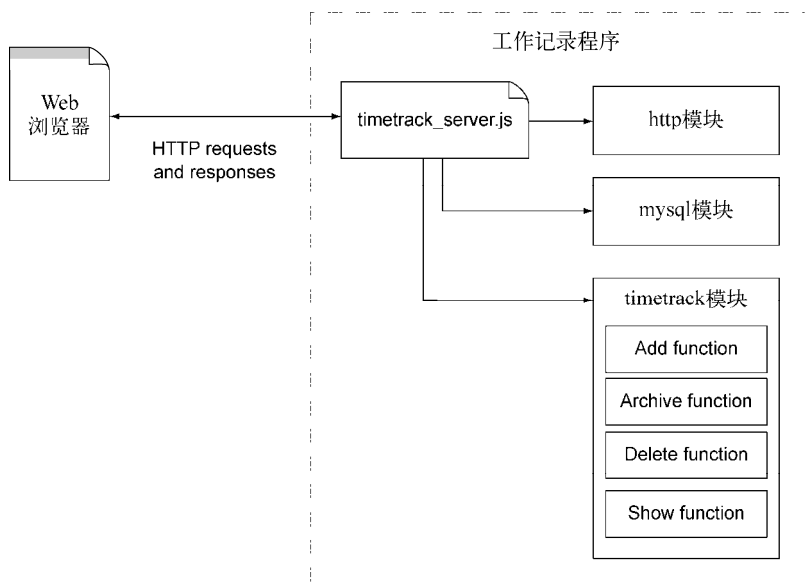 工作记录程序
Web
浏览器
HTTP requests
and responses
timetrack_server.js
http模块
mysql模块
timetrack模块
Add function
Archive function
Delete function
Show function